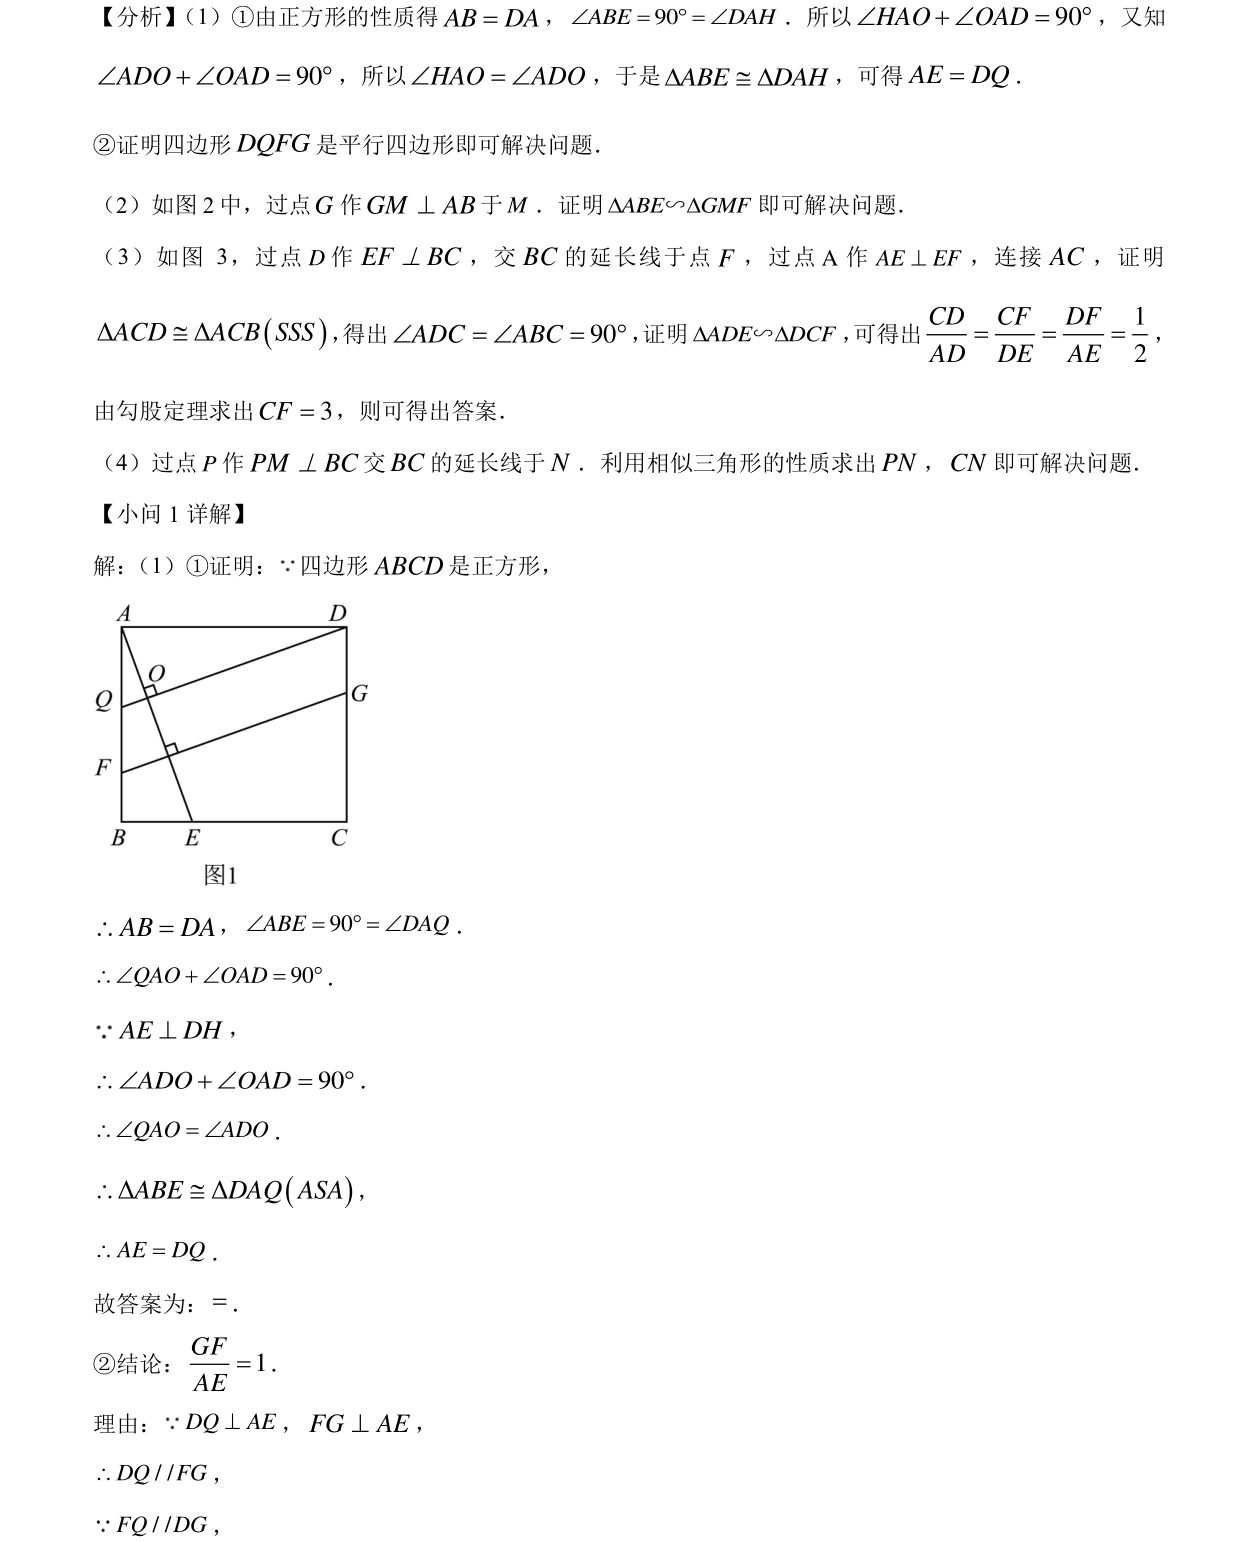 【分析】（1）①由正方形的性质得 AB = DA，∠ABE = 90° = ∠DAH．所以∠HAO + ∠OAD = 90°，又知
∠ADO + ∠OAD = 90°，所以∠HAO = ∠ADO，于是 ΔABE ≅ ΔDAH，可得 AE = DQ．
②证明四边形 DQFG 是平行四边形即可解决问题．
（2）如图 2 中，过点 G 作 GM ⊥ AB 于 M．证明 ΔABE∽ΔGMF 即可解决问题．
（3）如图 3，过点 D 作 EF ⊥ BC，交 BC 的延长线于点 F，过点 A 作 AE ⊥ EF，连接 AC，证明
ΔACD ≅ ΔACB(SSS)，得出 ∠ADC = ∠ABC = 90°，证明 ΔADE∽ΔDCF，可得出 CD/AD = CF/DE = DF/AE = 1/2，
由勾股定理求出 CF = 3，则可得出答案．
（4）过点 P 作 PM ⊥ BC 交 BC 的延长线于 N．利用相似三角形的性质求出 PN，CN 即可解决问题．
【小问 1 详解】
解：（1）①证明：∵四边形 ABCD 是正方形，
A D
O
Q G
F
B E C
图1
∴AB = DA，∠ABE = 90° = ∠DAQ．
∴∠QAO + ∠OAD = 90°．
∵AE ⊥ DH，
∴∠ADO + ∠OAD = 90°．
∴∠QAO = ∠ADO．
∴ΔABE ≅ ΔDAQ(ASA)，
∴AE = DQ．
故答案为：=．
②结论：GF/AE = 1．
理由：∵DQ ⊥ AE，FG ⊥ AE，
∴DQ//FG，
∵FQ//DG，